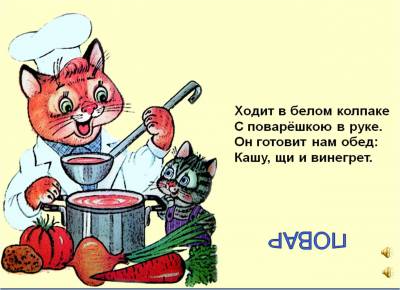 Ходит в белом колпаке
С поварёшкою в руке.
Он готовит нам обед:
Кашу, щи и винегрет.
ПОВАР